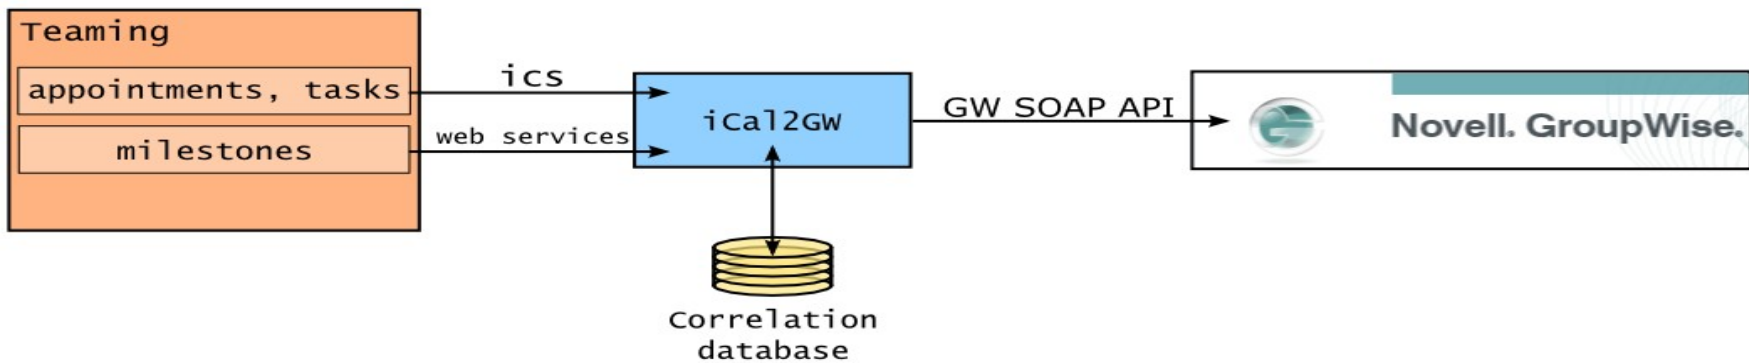 Teaming
appointments, tasks
milestones
ics
web services
iCal2GW
GW SOAP API
Novell. GroupWise.
Correlation
database